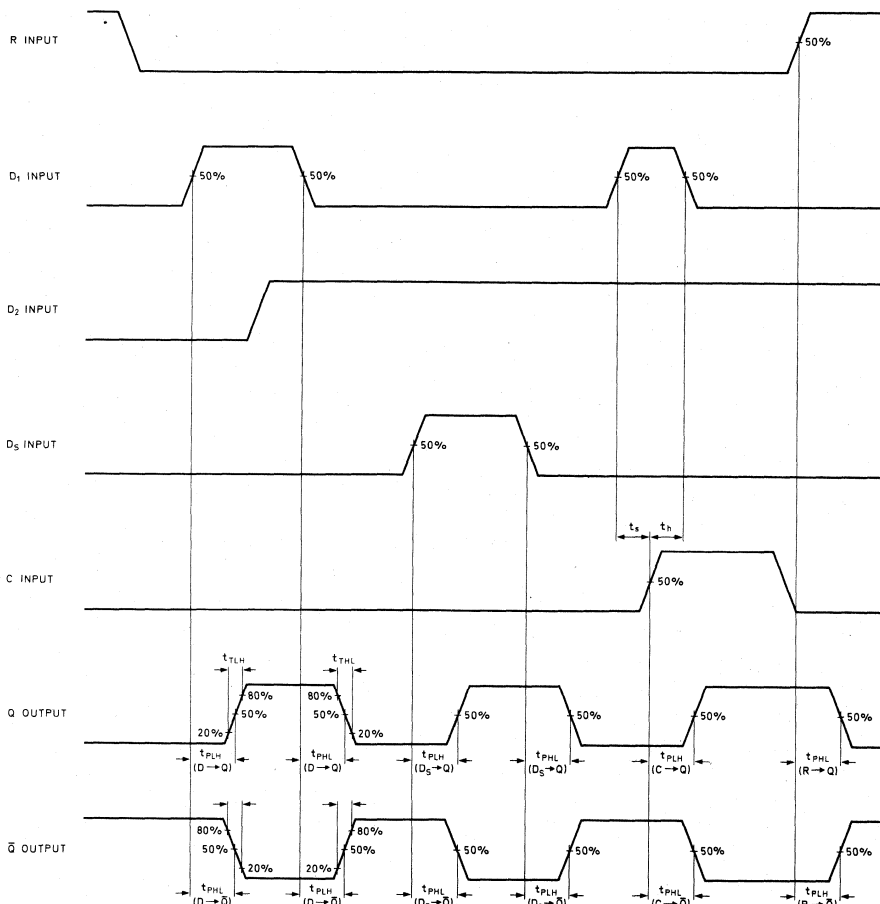 R INPUT
50%
D1 INPUT
50% 50% 50% 50%
D2 INPUT
DS INPUT
50% 50%
ts th
C INPUT
50%
tTLH tTHL
80% 80%
Q OUTPUT
50% 50% 50% 50% 50% 50%
20% 20%
tPLH tPHL tPLH tPHL tPLH tPHL
(D→Q) (D→Q) (DS→Q) (DS→Q) (C→Q) (R→Q)
80% 80%
Q̅ OUTPUT
50% 50% 50% 50% 50% 50%
20% 20%
tPHL tPLH tPHL tPLH tPHL tPLH
(D→Q̅) (D→Q̅) (DS→Q̅) (DS→Q̅) (C→Q̅) (R→Q̅)